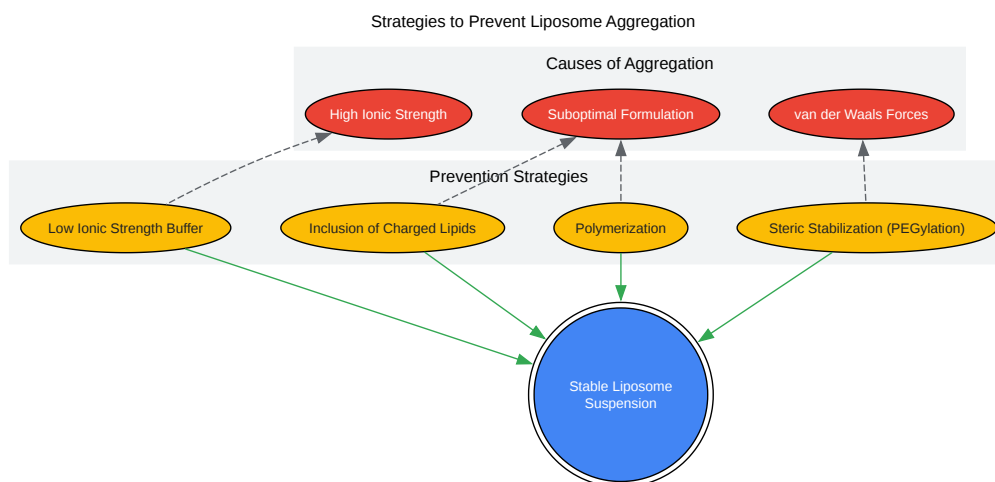 Strategies to Prevent Liposome Aggregation
Causes of Aggregation
High Ionic Strength
Suboptimal Formulation
van der Waals Forces
Prevention Strategies
Low Ionic Strength Buffer
Inclusion of Charged Lipids
Polymerization
Steric Stabilization (PEGylation)
Stable Liposome
Suspension